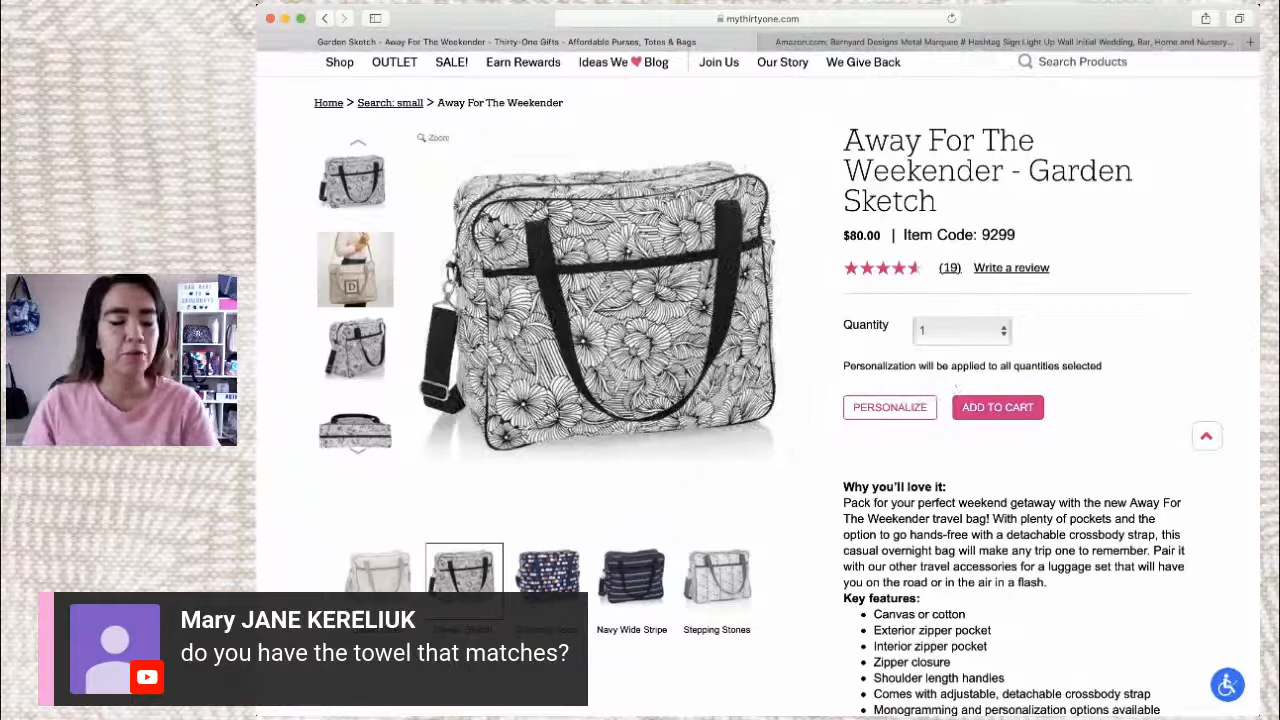 mythirtyone.com
Garden Sketch - Away For The Weekender - Thirty-One Gifts - Affordable Purses, Totes & Bags
Amazon.com: Barnyard Designs Metal Marquee # Hashtag Sign Light Up Wall Initial Wedding, Bar, Home and Nursery...
Shop OUTLET SALE! Earn Rewards Ideas We ❤ Blog Join Us Our Story We Give Back Search Products
Home > Search: small > Away For The Weekender
Zoom
Away For The
Weekender - Garden
Sketch
$80.00 | Item Code: 9299
(19) Write a review
Quantity 1
Personalization will be applied to all quantities selected
PERSONALIZE ADD TO CART
D
Why you'll love it:
Pack for your perfect weekend getaway with the new Away For
The Weekender travel bag! With plenty of pockets and the
option to go hands-free with a detachable crossbody strap, this
casual overnight bag will make any trip one to remember. Pair it
with our other travel accessories for a luggage set that will have
you on the road or in the air in a flash.
Key features:
Canvas or cotton
Exterior zipper pocket
Interior zipper pocket
Zipper closure
Shoulder length handles
Comes with adjustable, detachable crossbody strap
Monogramming and personalization options available
Navy Wide Stripe Stepping Stones
Mary JANE KERELIUK
do you have the towel that matches?